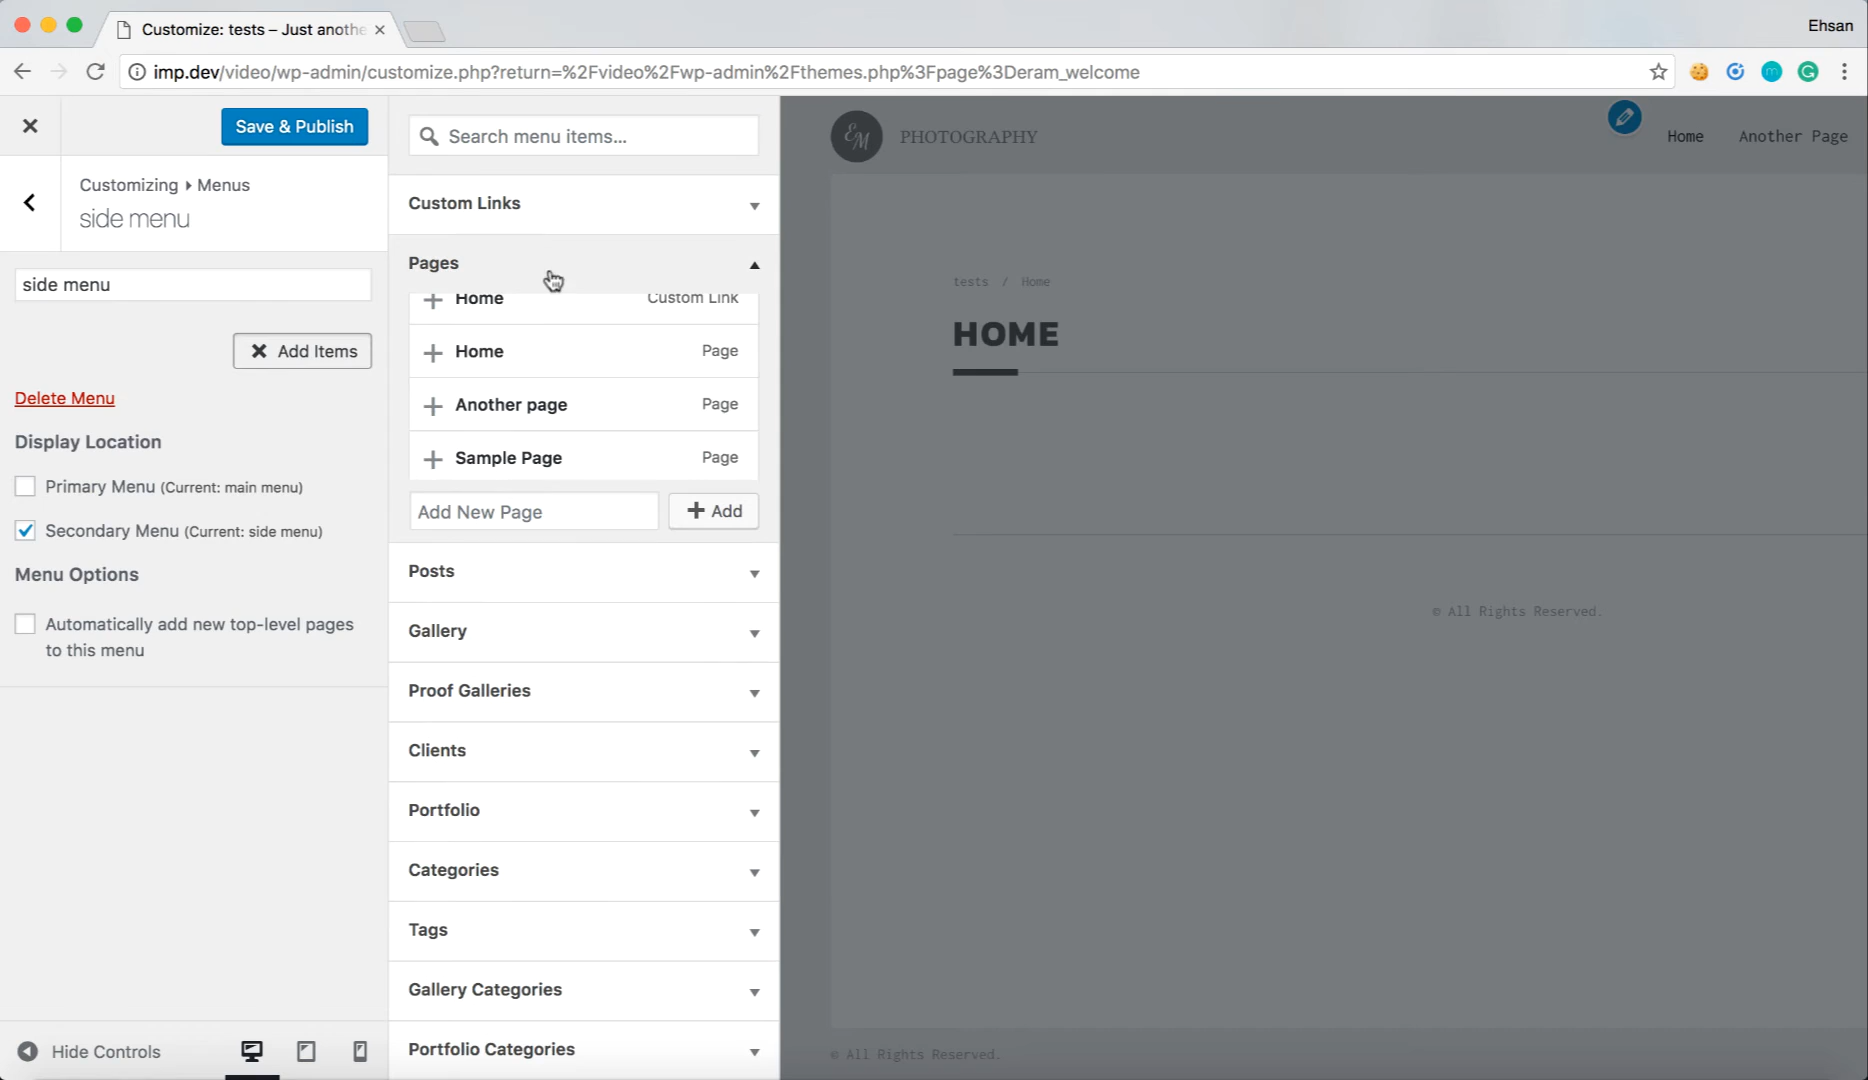 Customize: tests – Just anothe
Ehsan
imp.dev/video/wp-admin/customize.php?return=%2Fvideo%2Fwp-admin%2Fthemes.php%3Fpage%3Deram_welcome
Save & Publish
Customizing ▸ Menus
side menu
side menu
Add Items
Delete Menu
Display Location
Primary Menu (Current: main menu)
Secondary Menu (Current: side menu)
Menu Options
Automatically add new top-level pages
to this menu
Hide Controls
Search menu items...
Custom Links
Pages
Home Custom Link
Home Page
Another page Page
Sample Page Page
Add New Page
Add
Posts
Gallery
Proof Galleries
Clients
Portfolio
Categories
Tags
Gallery Categories
Portfolio Categories
EM PHOTOGRAPHY
Home Another Page
tests / Home
HOME
© All Rights Reserved.
© All Rights Reserved.